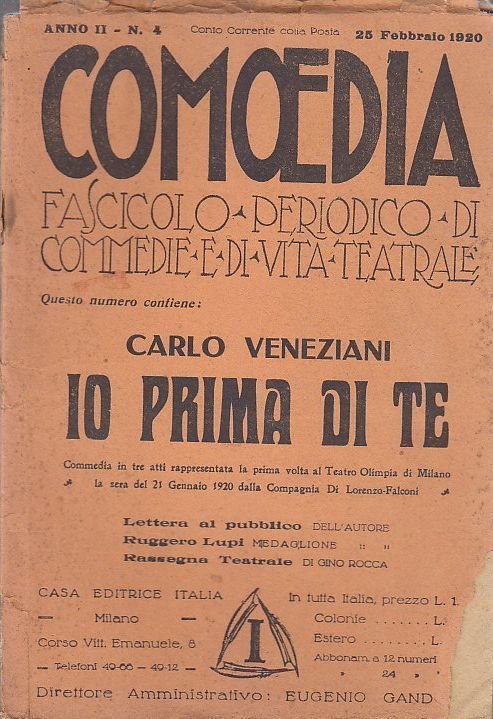 ANNO II - N. 4 Conto Corrente colla Posta 25 Febbraio 1920
COMŒDIA
FASCICOLO PERIODICO DI
COMMEDIE E DI VITA TEATRALE
Questo numero contiene:
CARLO VENEZIANI
IO PRIMA DI TE
Commedia in tre atti rappresentata la prima volta al Teatro Olimpia di Milano
la sera del 21 Gennaio 1920 dalla Compagnia Di Lorenzo-Falconi
Lettera al pubblico DELL'AUTORE
Ruggero Lupi MEDAGLIONE " "
Rassegna Teatrale DI GINO ROCCA
CASA EDITRICE ITALIA
— Milano —
Corso Vitt. Emanuele, 8
— Telefoni 40-66 — 49-12 —
I
In tutta Italia, prezzo L. 1.
Colonie ....... L.
Estero ........ L.
Abbonam. a 12 numeri
" 24 " "
Direttore Amministrativo: EUGENIO GAND